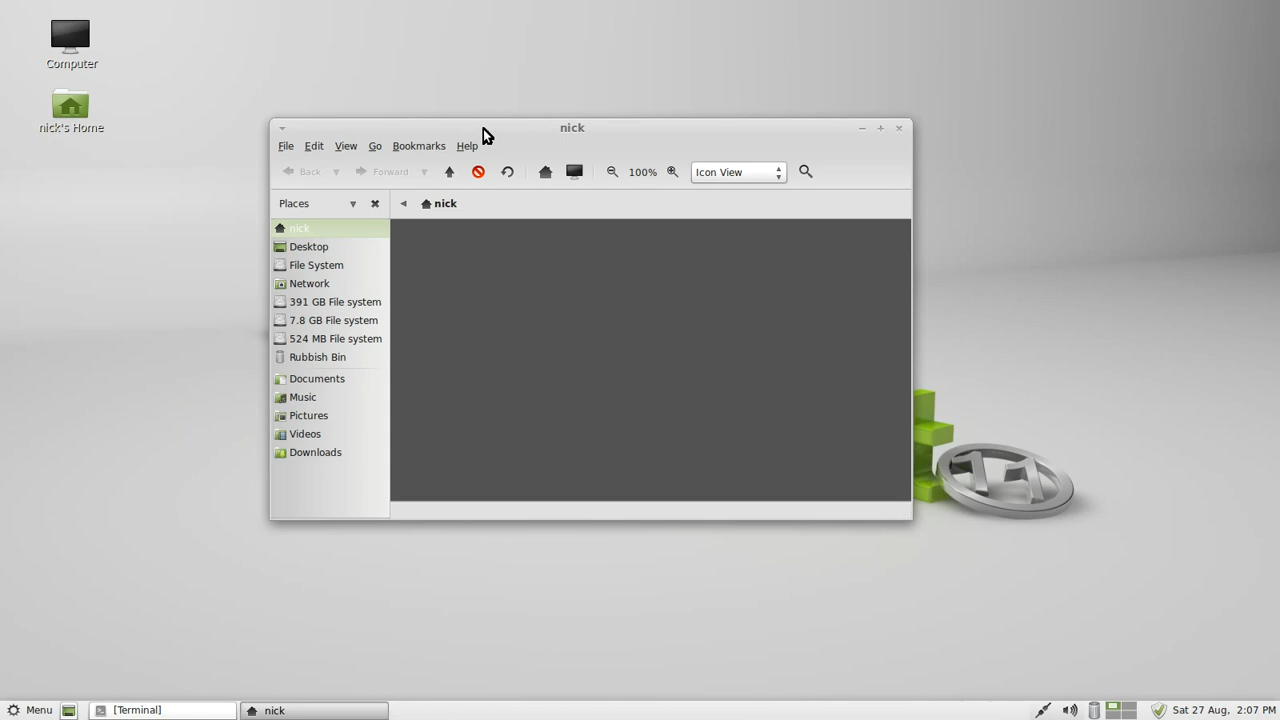 Computer
nick's Home
nick
File Edit View Go Bookmarks Help
Back Forward 100% Icon View
Places nick
nick
Desktop
File System
Network
391 GB File system
7.8 GB File system
524 MB File system
Rubbish Bin
Documents
Music
Pictures
Videos
Downloads
11
Menu [Terminal] nick Sat 27 Aug, 2:07 PM